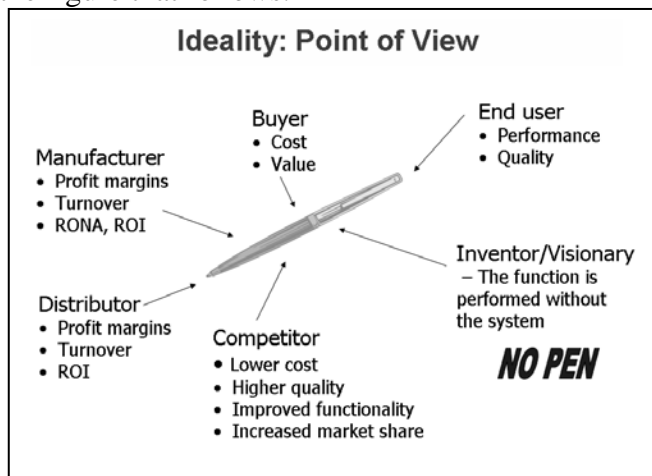 Ideality: Point of View
Buyer
• Cost
• Value
End user
• Performance
• Quality
Manufacturer
• Profit margins
• Turnover
• RONA, ROI
Inventor/Visionary
– The function is
performed without
the system
NO PEN
Distributor
• Profit margins
• Turnover
• ROI
Competitor
• Lower cost
• Higher quality
• Improved functionality
• Increased market share